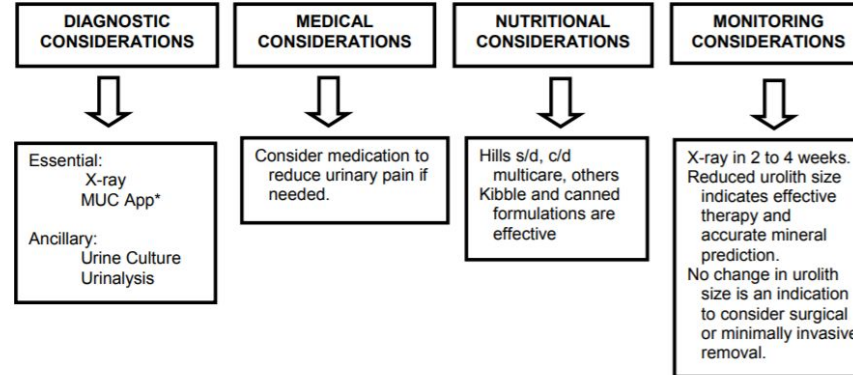 DIAGNOSTIC
CONSIDERATIONS
MEDICAL
CONSIDERATIONS
NUTRITIONAL
CONSIDERATIONS
MONITORING
CONSIDERATIONS
Essential:
X-ray
MUC App*
Ancillary:
Urine Culture
Urinalysis
Consider medication to
reduce urinary pain if
needed.
Hills s/d, c/d
multicare, others
Kibble and canned
formulations are
effective
X-ray in 2 to 4 weeks.
Reduced urolith size
indicates effective
therapy and
accurate mineral
prediction.
No change in urolith
size is an indication
to consider surgical
or minimally invasive
removal.